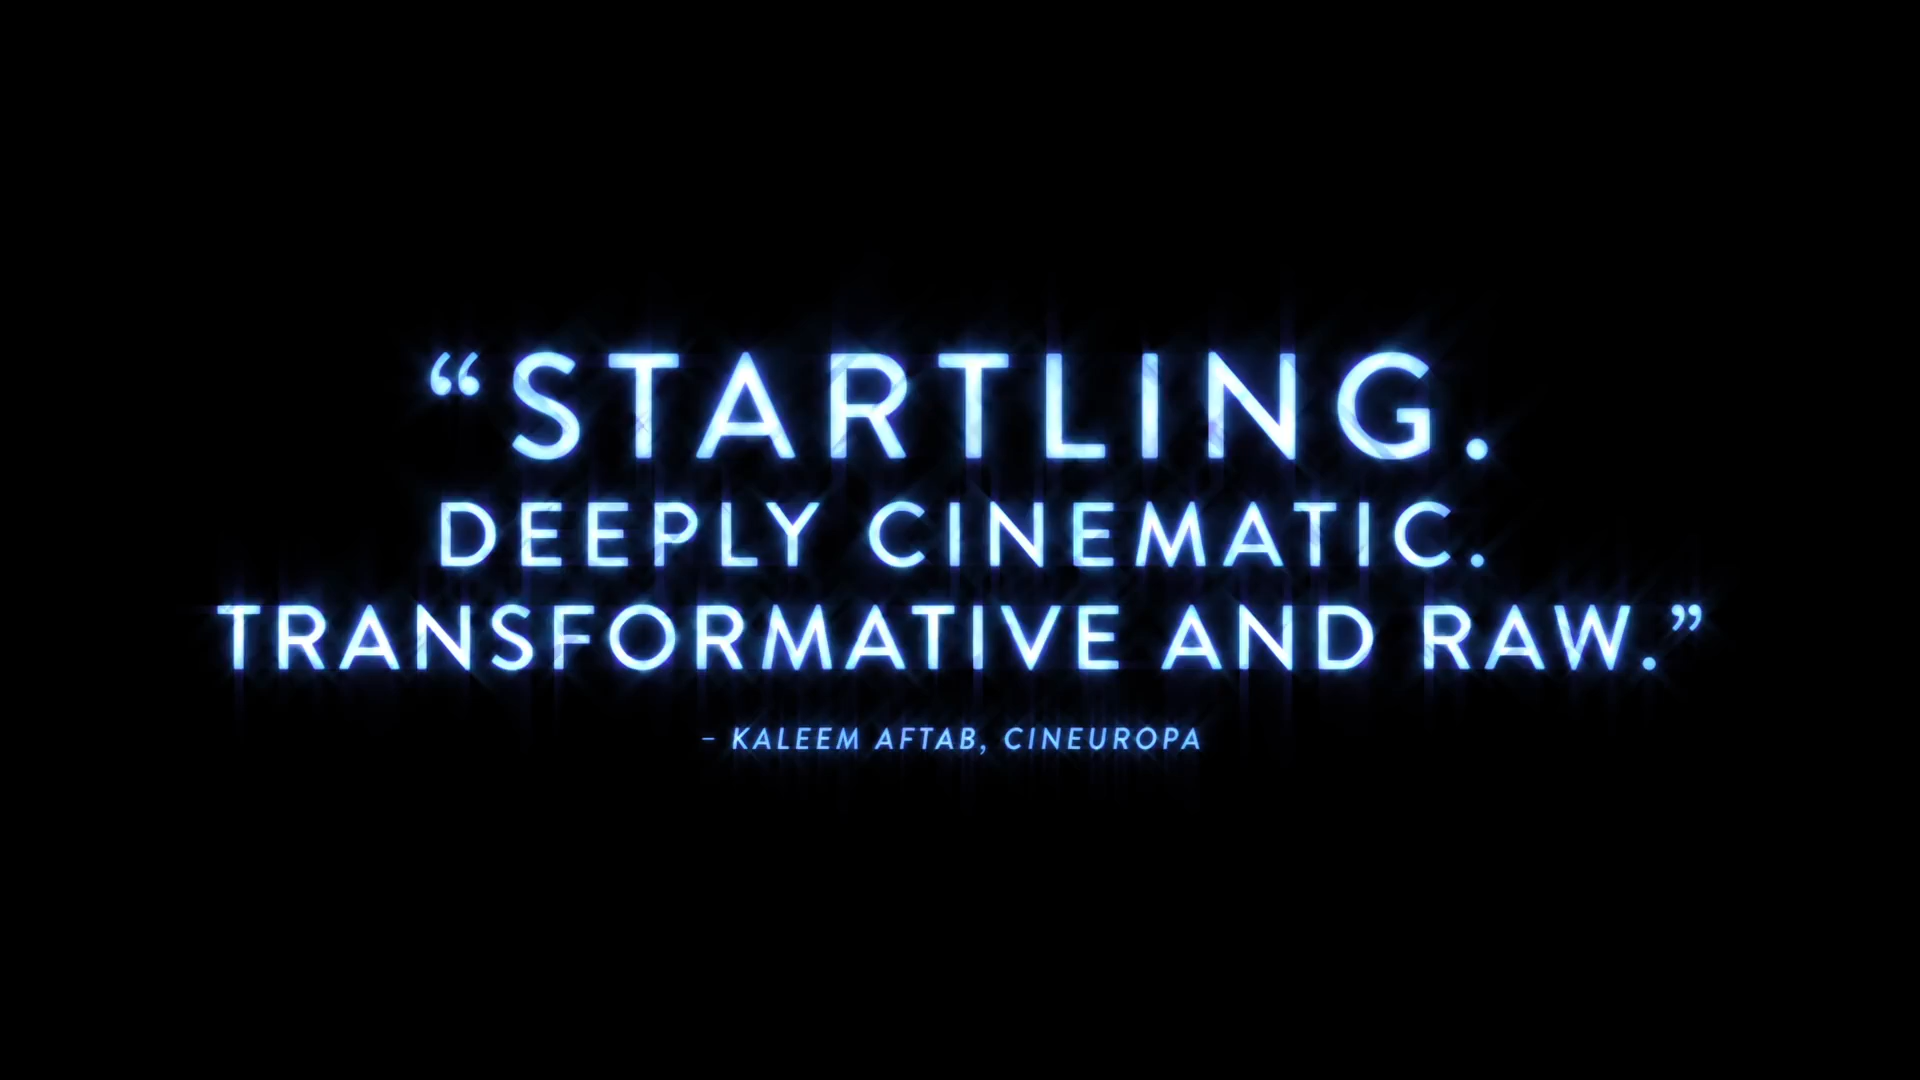 “STARTLING.
DEEPLY CINEMATIC.
TRANSFORMATIVE AND RAW.”
– KALEEM AFTAB, CINEUROPA